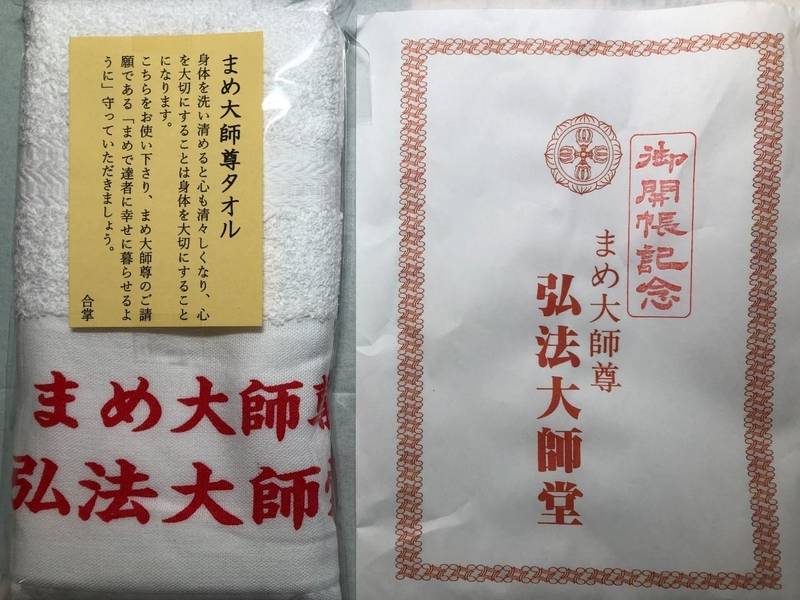 まめ大師尊タオル
身体を洗い清めると心も清々しくなり、心
を大切にすることは身体を大切にすること
になります。
こちらをお使い下さり、まめ大師尊のご請
願である「まめで達者に幸せに暮らせるよ
うに」守っていただきましょう。
合掌
まめ大師尊
弘法大師堂
御開帳記念
まめ大師尊
弘法大師堂